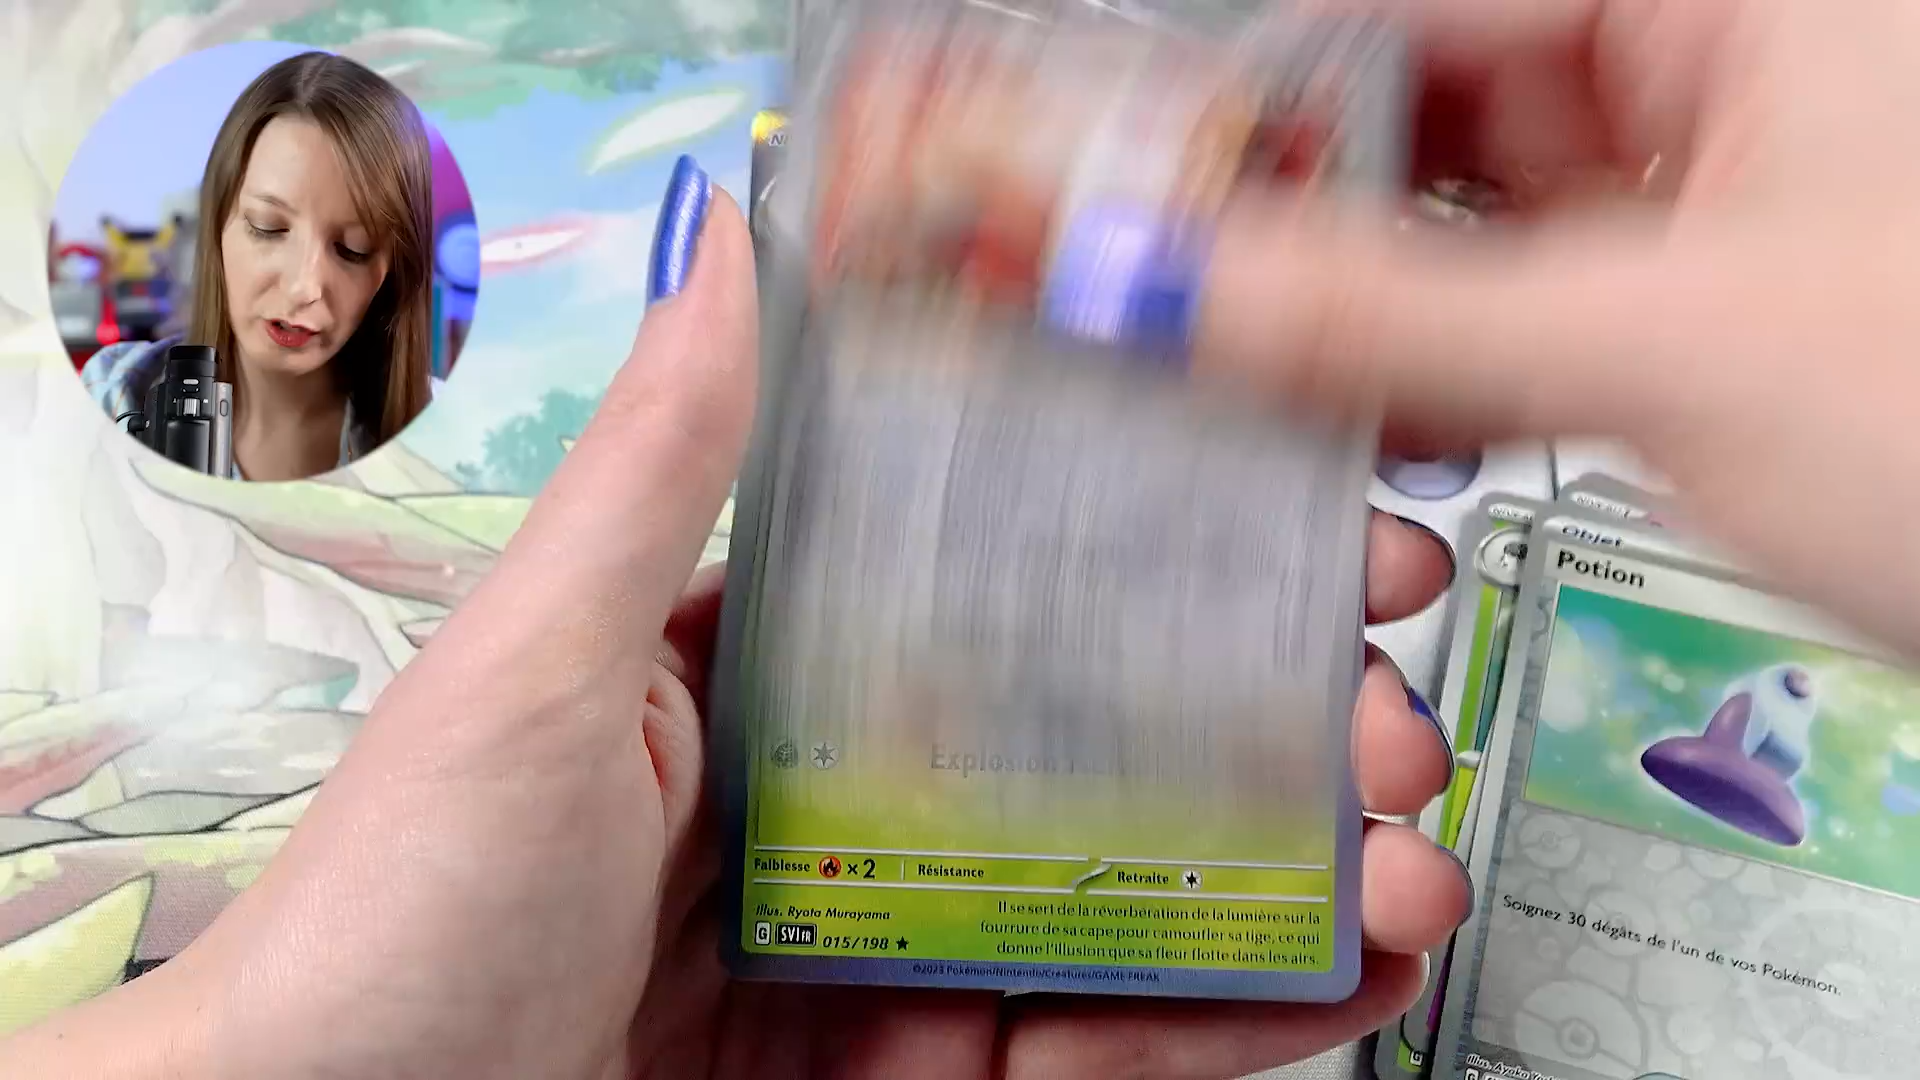 Objet
Potion
Soignez 30 dégâts de l'un de vos Pokémon.
Explosion
Faiblesse × 2 Résistance Retraite
Illus. Ryota Murayama
G SVI FR 015/198
Il se sert de la réverbération de la lumière sur la
fourrure de sa cape pour camoufler sa tige, ce qui
donne l'illusion que sa fleur flotte dans les airs.
©2023 Pokémon/Nintendo/Creatures/GAME FREAK
Illus. Ayaka
G